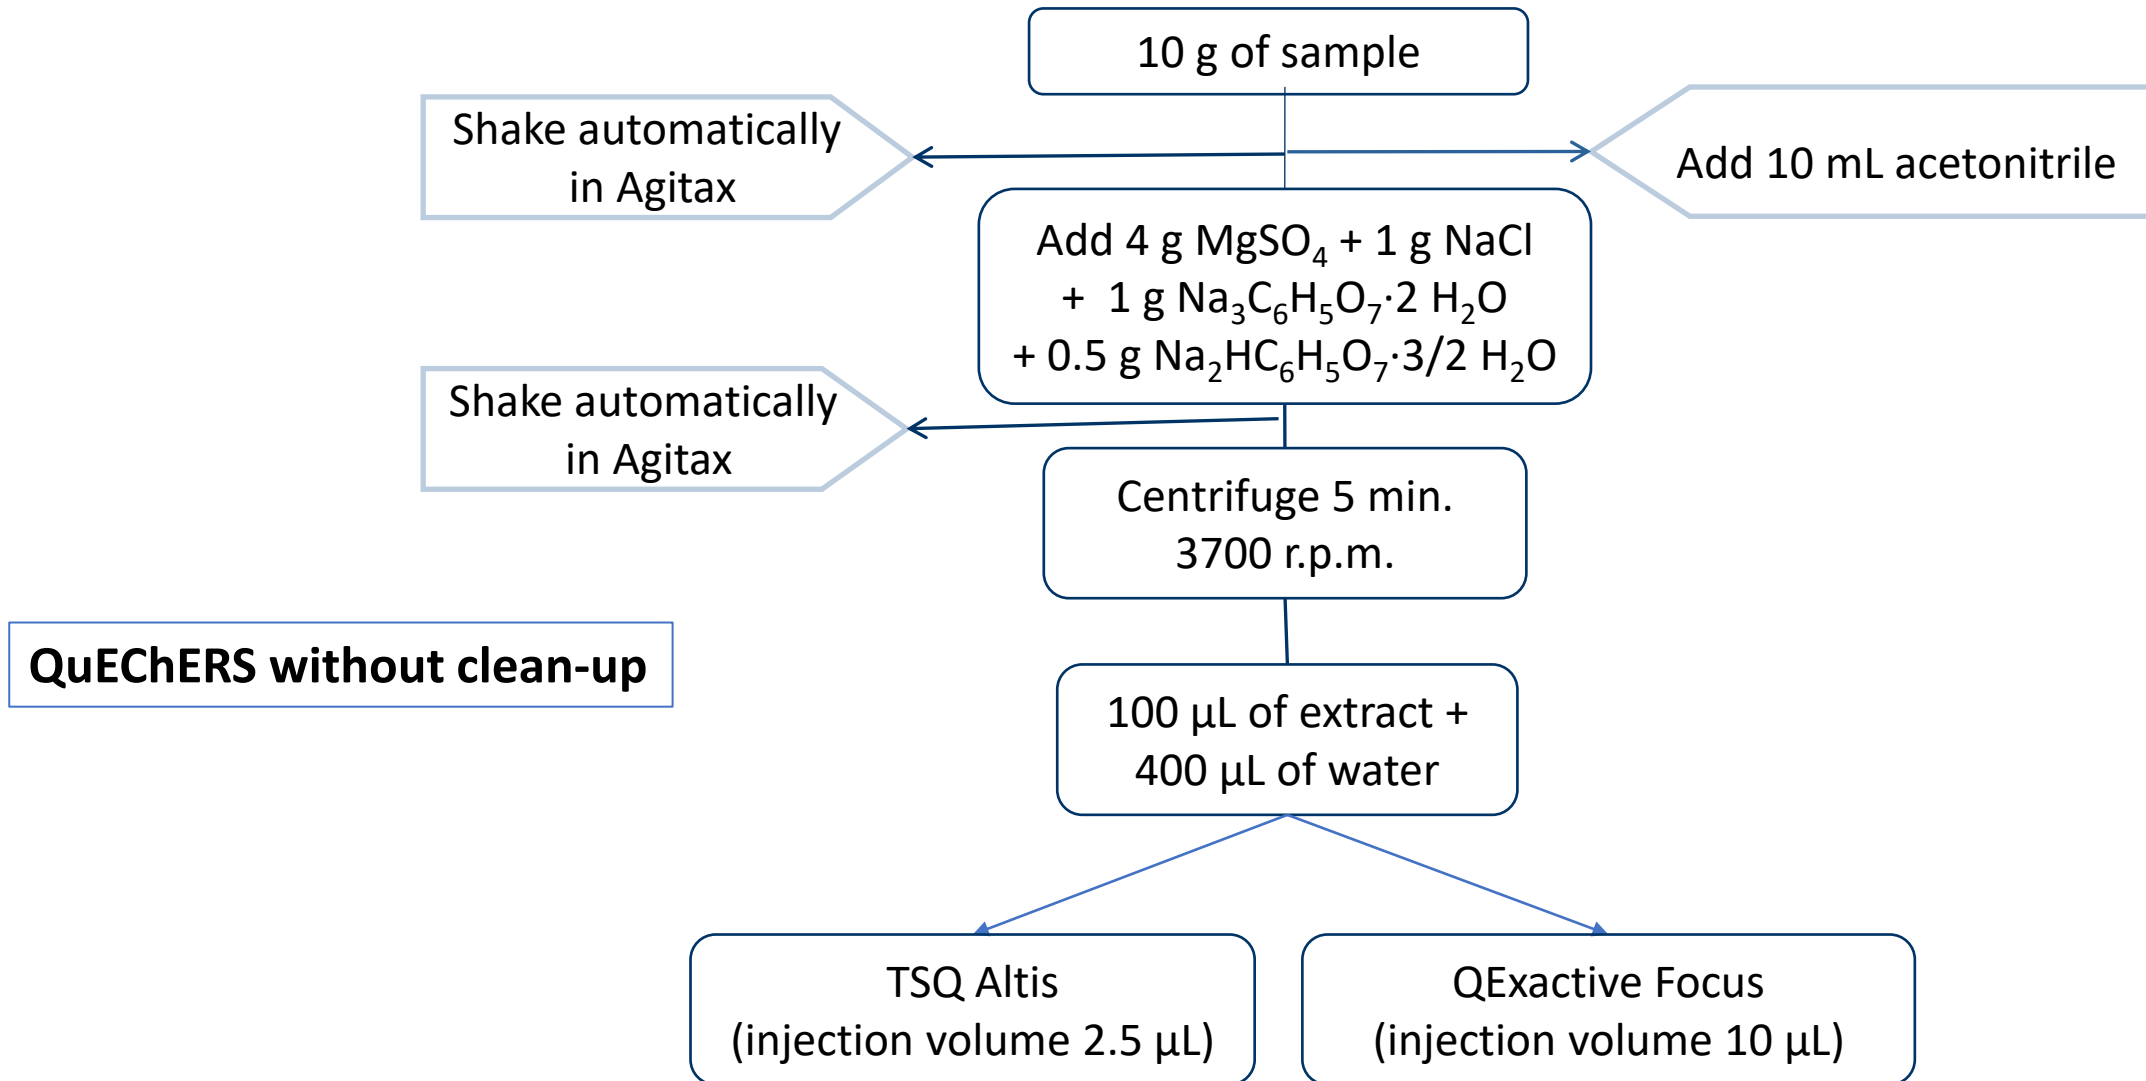 10 g of sample
Shake automatically
in Agitax
Add 10 mL acetonitrile
Add 4 g MgSO₄ + 1 g NaCl
+ 1 g Na₃C₆H₅O₇·2 H₂O
+ 0.5 g Na₂HC₆H₅O₇·3/2 H₂O
Shake automatically
in Agitax
Centrifuge 5 min.
3700 r.p.m.
QuEChERS without clean-up
100 µL of extract +
400 µL of water
TSQ Altis
(injection volume 2.5 µL)
QExactive Focus
(injection volume 10 µL)